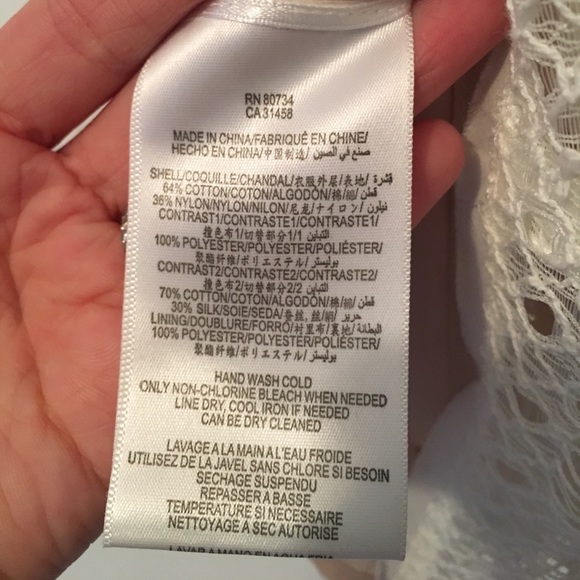 RN 80734
CA 31458
MADE IN CHINA/FABRIQUÉ EN CHINE/
HECHO EN CHINA/中国制造/ صنع في الصين/
SHELL/COQUILLE/CHANDAL/衣服外层/表地/ قشرة/
64% COTTON/COTON/ALGODÓN/棉/綿/ قطن/
36% NYLON/NYLON/NILON/尼龙/ナイロン/ نيلون/
CONTRAST1/CONTRASTE1/CONTRASTE1/
撞色布1/切替部分1/ التباين 1/
100% POLYESTER/POLYESTER/POLIÉSTER/
聚酯纤维/ポリエステル/ بوليستر/
CONTRAST2/CONTRASTE2/CONTRASTE2/
撞色布2/切替部分2/ التباين 2/
70% COTTON/COTON/ALGODÓN/棉/綿/ قطن/
30% SILK/SOIE/SEDA/蚕丝/絲/絹/ حرير/
LINING/DOUBLURE/FORRO/衬里布/裏地/ البطانة/
100% POLYESTER/POLYESTER/POLIÉSTER/
聚酯纤维/ポリエステル/ بوليستر/
HAND WASH COLD
ONLY NON-CHLORINE BLEACH WHEN NEEDED
LINE DRY, COOL IRON IF NEEDED
CAN BE DRY CLEANED
LAVAGE A LA MAIN A L'EAU FROIDE
UTILISEZ DE LA JAVEL SANS CHLORE SI BESOIN
SECHAGE SUSPENDU
REPASSER A BASSE
TEMPERATURE SI NECESSAIRE
NETTOYAGE A SEC AUTORISE